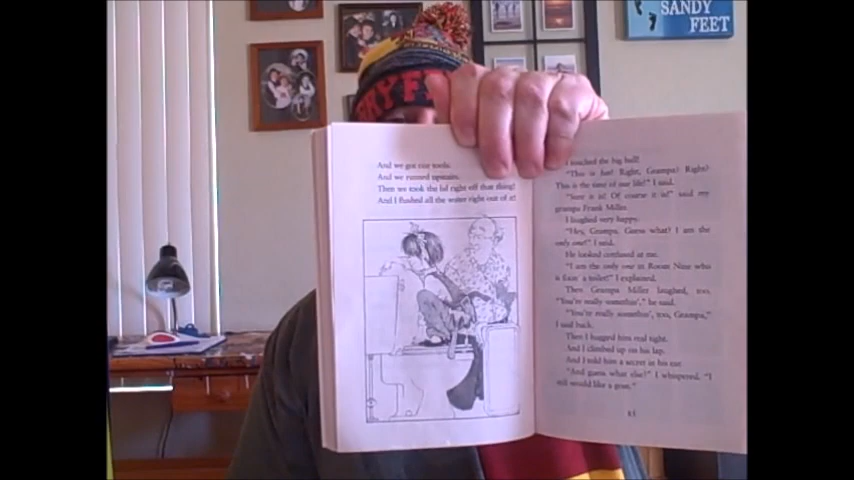 SANDY
FEET
GRYFF
And we got our tools.
And we runned upstairs.
Then we took the lid right off that thing!
And I flushed all the water right out of it!
I touched the big ball!
"This is fun! Right, Grampa? Right?
This is the time of our life!" I said.
"Sure is! Of course it is!" said my
grampa Frank Miller.
I laughed very happy.
"Hey, Grampa. Guess what? I am the
only one!" I said.
He looked confused at me.
"I am the only one in Room Nine who
is fixin' a toilet!" I explained.
Then Grampa Miller laughed, too.
"You're really somethin'," he said.
"You're really somethin', too, Grampa,"
I said back.
Then I hugged him real tight.
And I climbed up on his lap.
And I told him a secret in his ear.
"And guess what else?" I whispered. "I
still would like a goat."
83